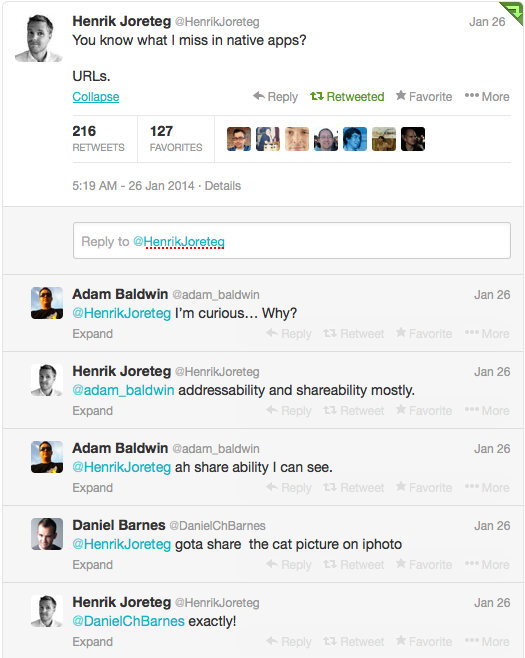 Henrik Joreteg @HenrikJoreteg Jan 26
You know what I miss in native apps?
URLs.
Collapse Reply Retweeted Favorite More
216 127
RETWEETS FAVORITES
5:19 AM - 26 Jan 2014 · Details
Reply to @HenrikJoreteg
Adam Baldwin @adam_baldwin Jan 26
@HenrikJoreteg I'm curious… Why?
Expand Reply Retweet Favorite More
Henrik Joreteg @HenrikJoreteg Jan 26
@adam_baldwin addressability and shareability mostly.
Expand Reply Retweet Favorite More
Adam Baldwin @adam_baldwin Jan 26
@HenrikJoreteg ah share ability I can see.
Expand Reply Retweet Favorite More
Daniel Barnes @DanielChBarnes Jan 26
@HenrikJoreteg gota share  the cat picture on iphoto
Expand Reply Retweet Favorite More
Henrik Joreteg @HenrikJoreteg Jan 26
@DanielChBarnes exactly!
Expand Reply Retweet Favorite More